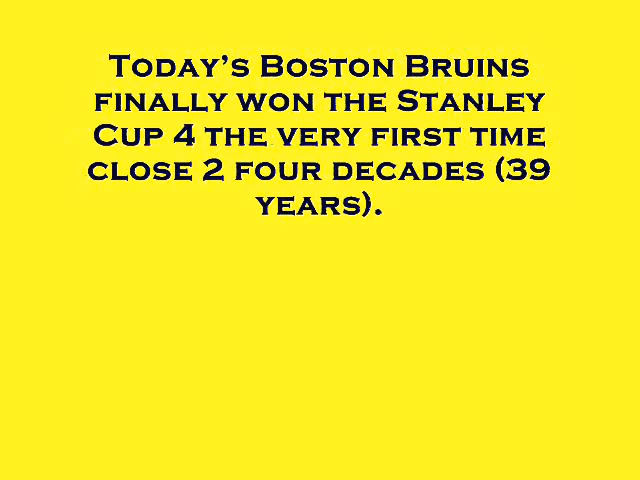 Today's Boston Bruins
finally won the Stanley
Cup 4 the very first time
close 2 four decades (39
years).